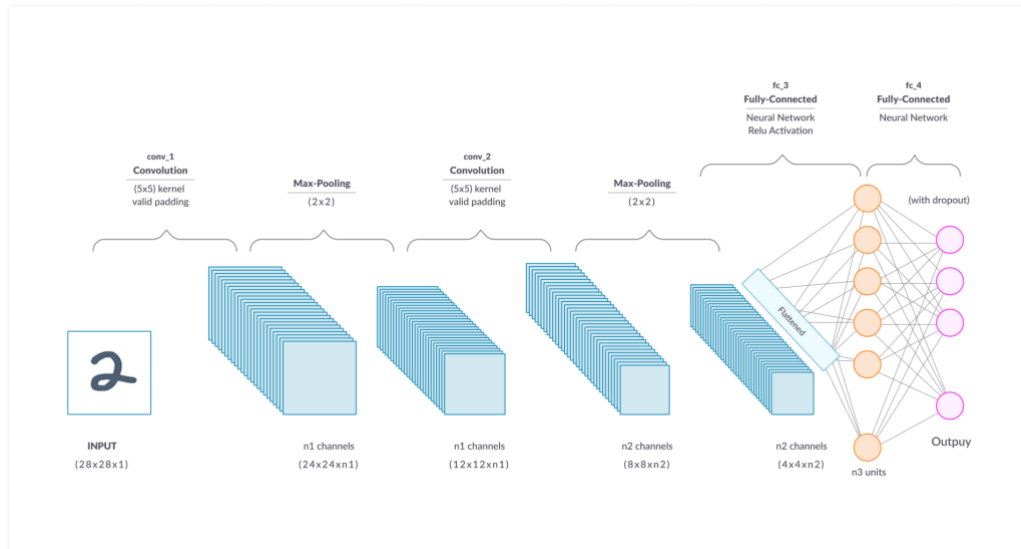 fc_3
Fully-Connected
Neural Network
Relu Activation
fc_4
Fully-Connected
Neural Network
conv_1
Convolution
(5x5) kernel
valid padding
Max-Pooling
(2x2)
conv_2
Convolution
(5x5) kernel
valid padding
Max-Pooling
(2x2)
(with dropout)
2
Flattened
INPUT
(28x28x1)
n1 channels
(24x24xn1)
n1 channels
(12x12xn1)
n2 channels
(8x8xn2)
n2 channels
(4x4xn2)
n3 units
Outpuy